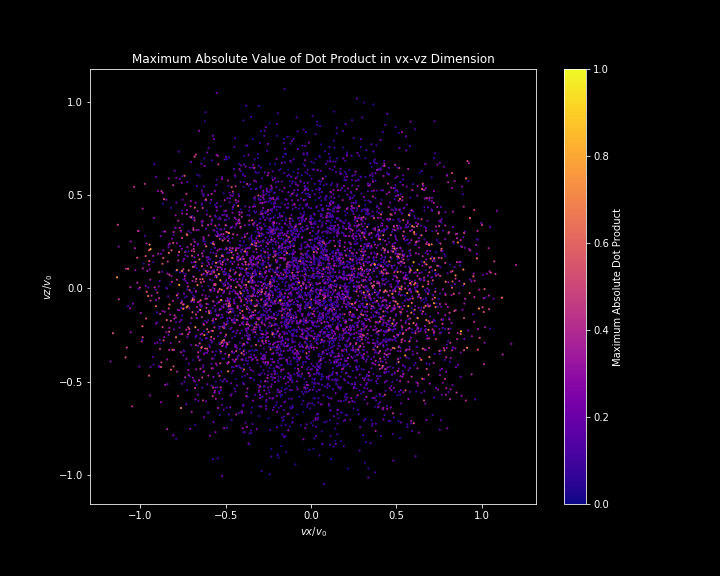 Maximum Absolute Value of Dot Product in vx-vz Dimension
1.0
0.5
0.0
−0.5
−1.0
vz/v₀
−1.0 −0.5 0.0 0.5 1.0
vx/v₀
1.0
0.8
0.6
0.4
0.2
0.0
Maximum Absolute Dot Product